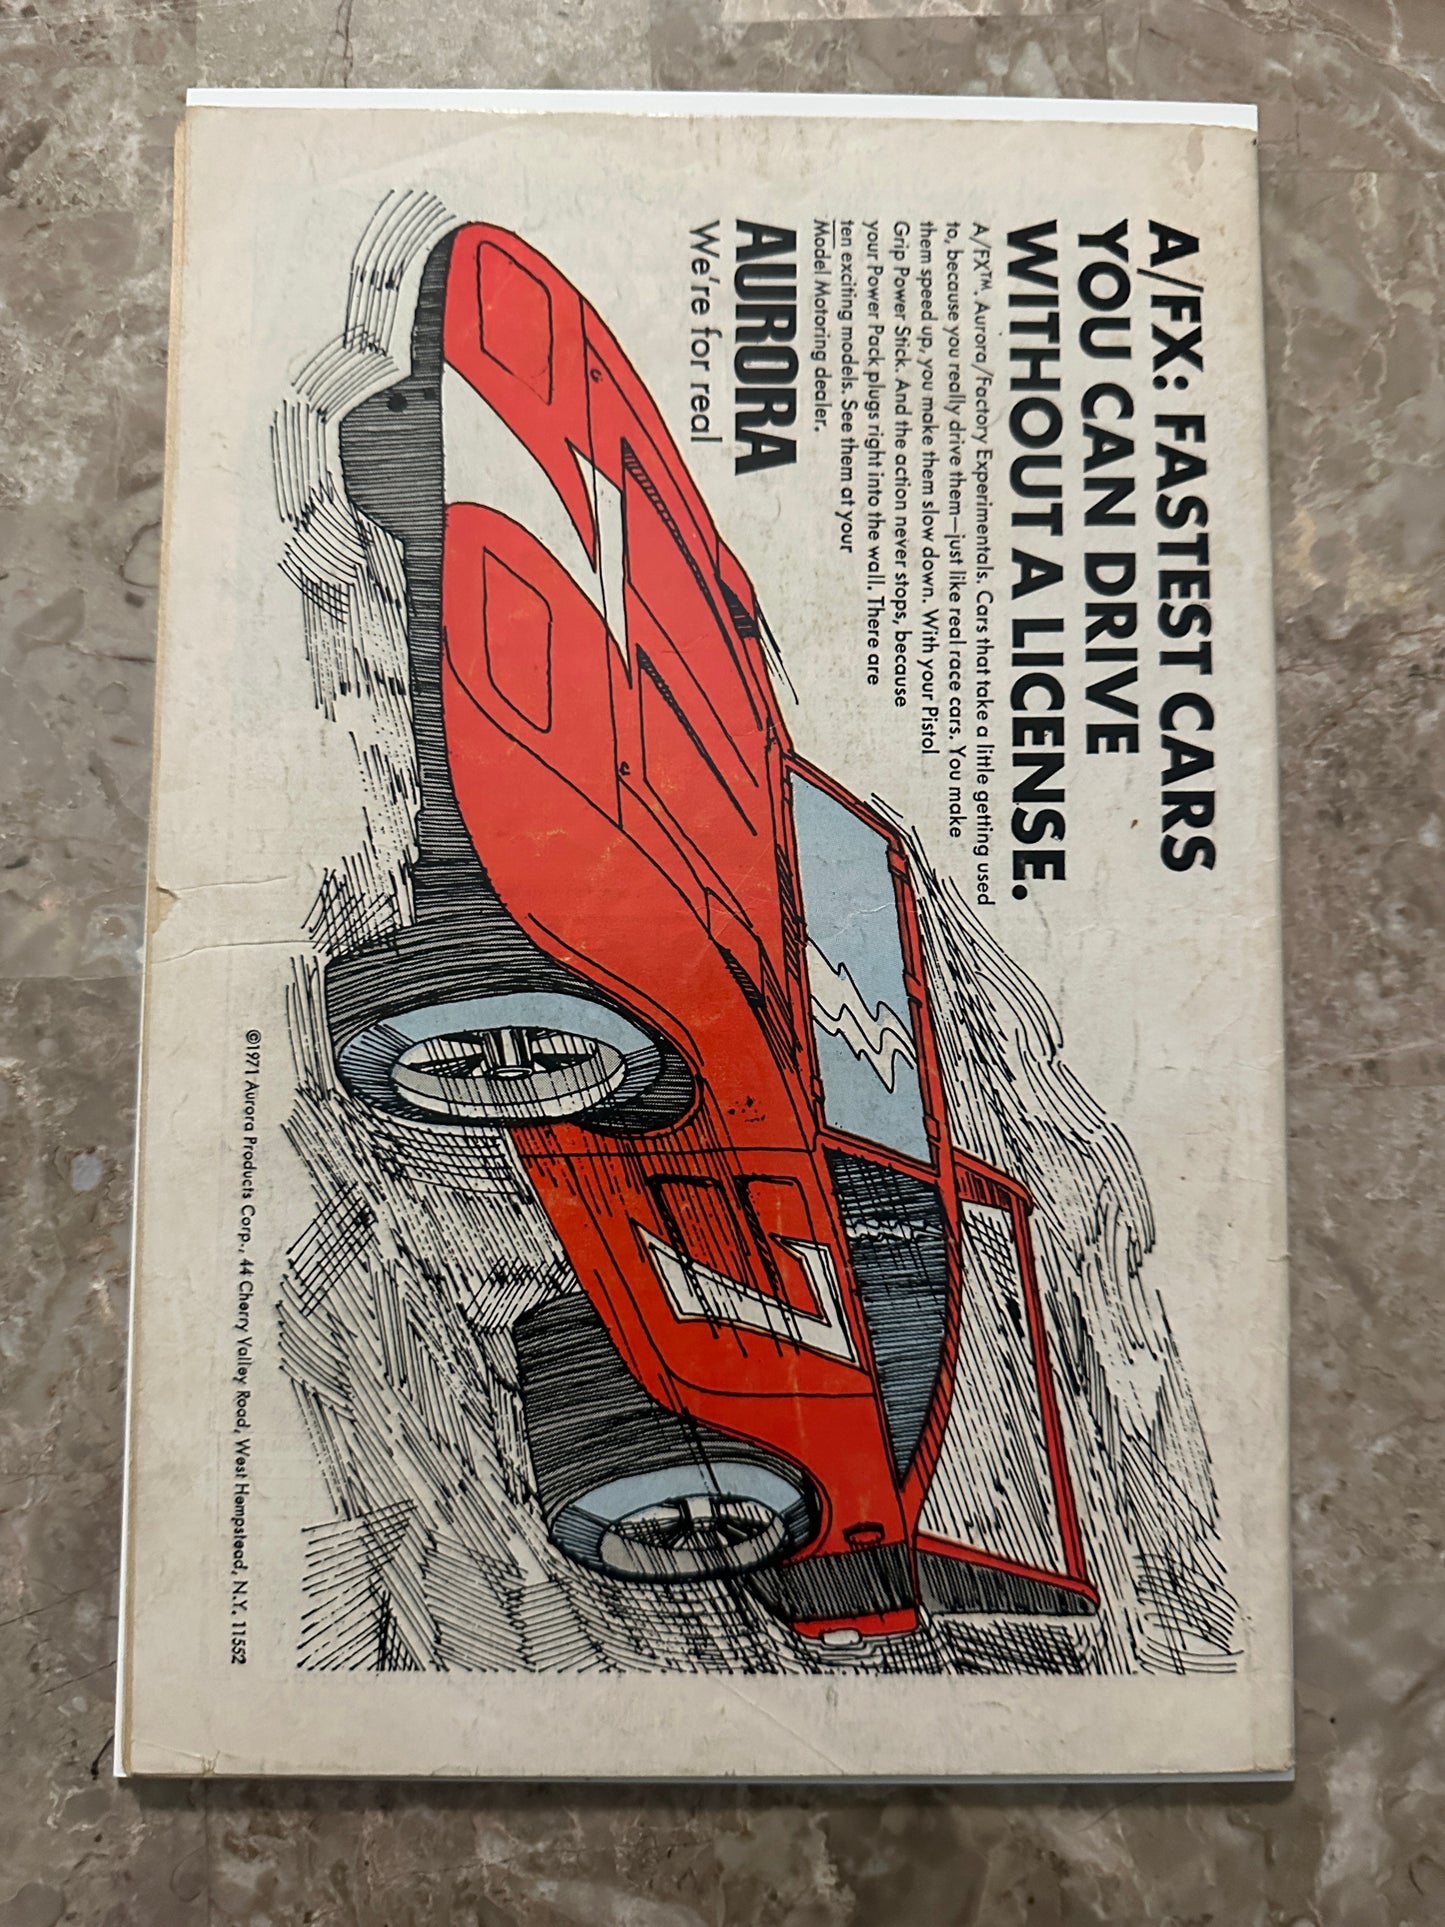 A/FX: FASTEST CARS
YOU CAN DRIVE
WITHOUT A LICENSE.
A/FX™. Aurora/Factory Experimentals. Cars that take a little getting used
to, because you really drive them—just like real race cars. You make
them speed up, you make them slow down. With your Pistol
Grip Power Stick. And the action never stops, because
your Power Pack plugs right into the wall. There are
ten exciting models. See them at your
Model Motoring dealer.
AURORA
We're for real
©1971 Aurora Products Corp., 44 Cherry Valley Road, West Hempstead, N.Y. 11552